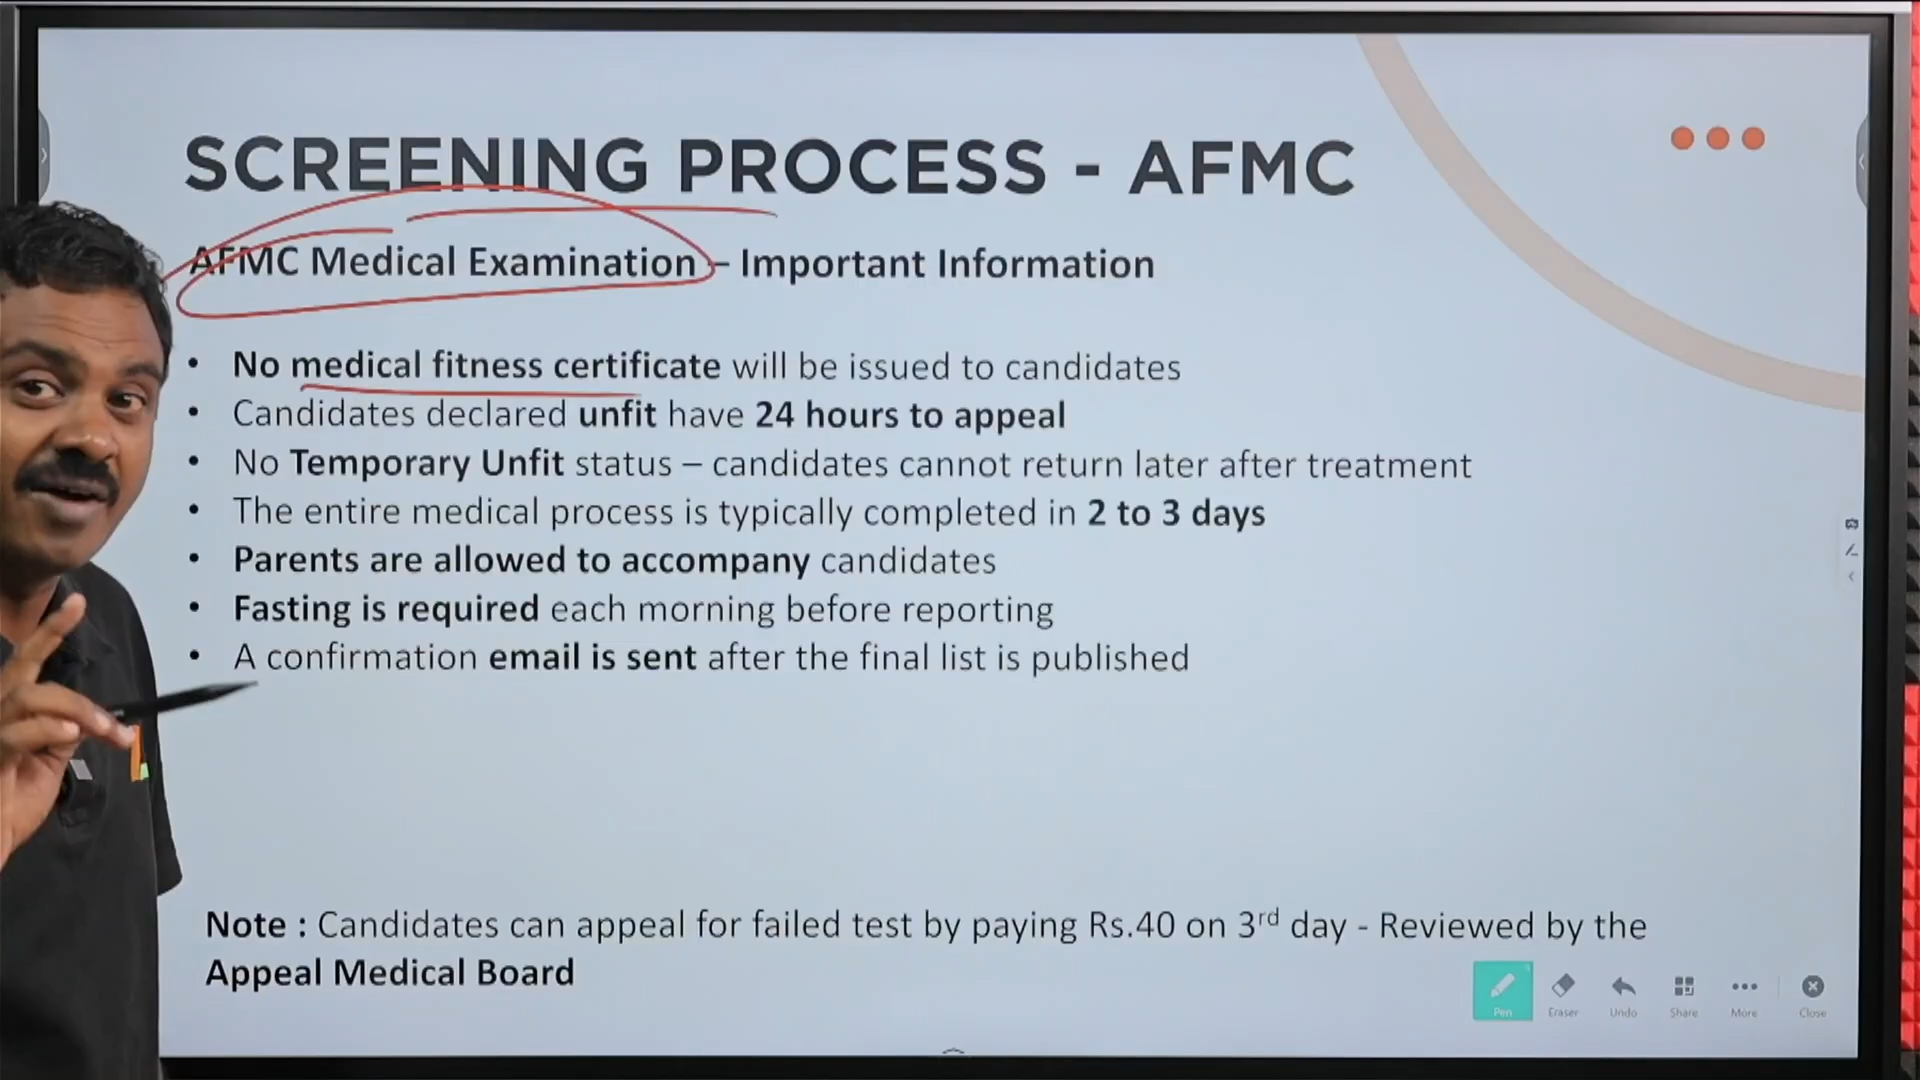 SCREENING PROCESS - AFMC
AFMC Medical Examination – Important Information
• No medical fitness certificate will be issued to candidates
• Candidates declared unfit have 24 hours to appeal
• No Temporary Unfit status – candidates cannot return later after treatment
• The entire medical process is typically completed in 2 to 3 days
• Parents are allowed to accompany candidates
• Fasting is required each morning before reporting
• A confirmation email is sent after the final list is published
Note : Candidates can appeal for failed test by paying Rs.40 on 3rd day - Reviewed by the
Appeal Medical Board
Pen Eraser Undo Share More Close